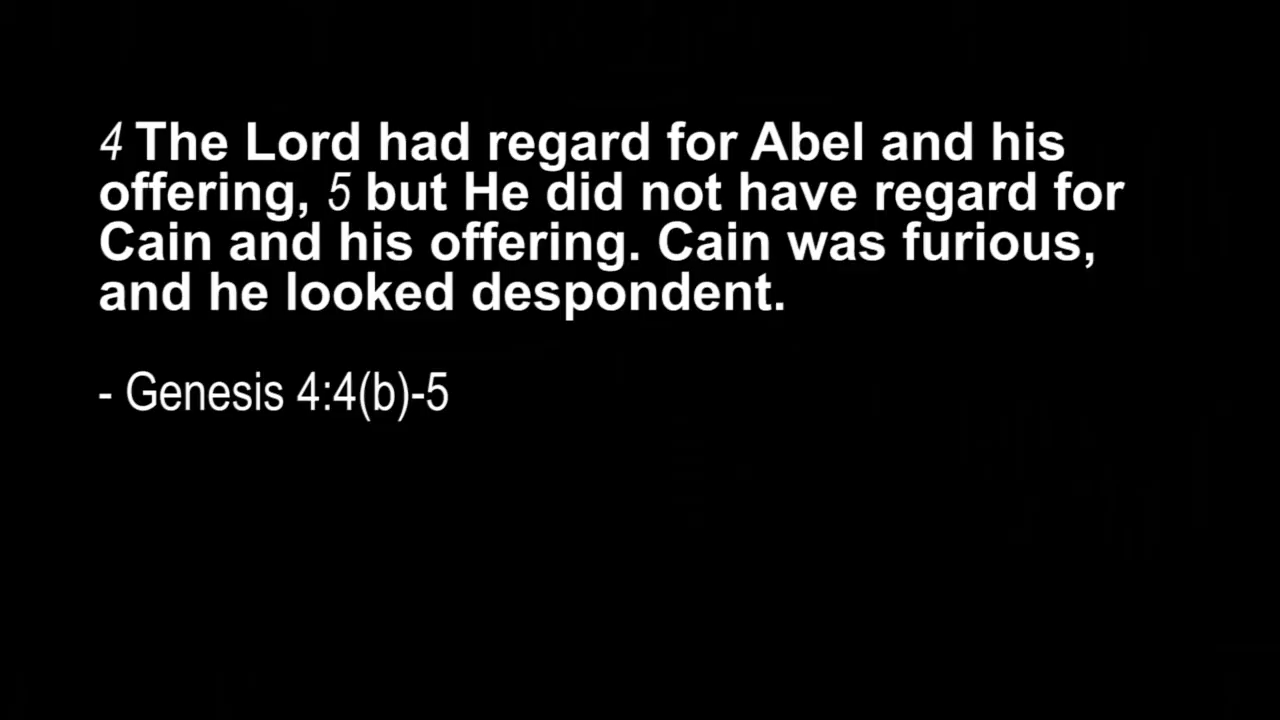 4 The Lord had regard for Abel and his
offering, 5 but He did not have regard for
Cain and his offering. Cain was furious,
and he looked despondent.
- Genesis 4:4(b)-5